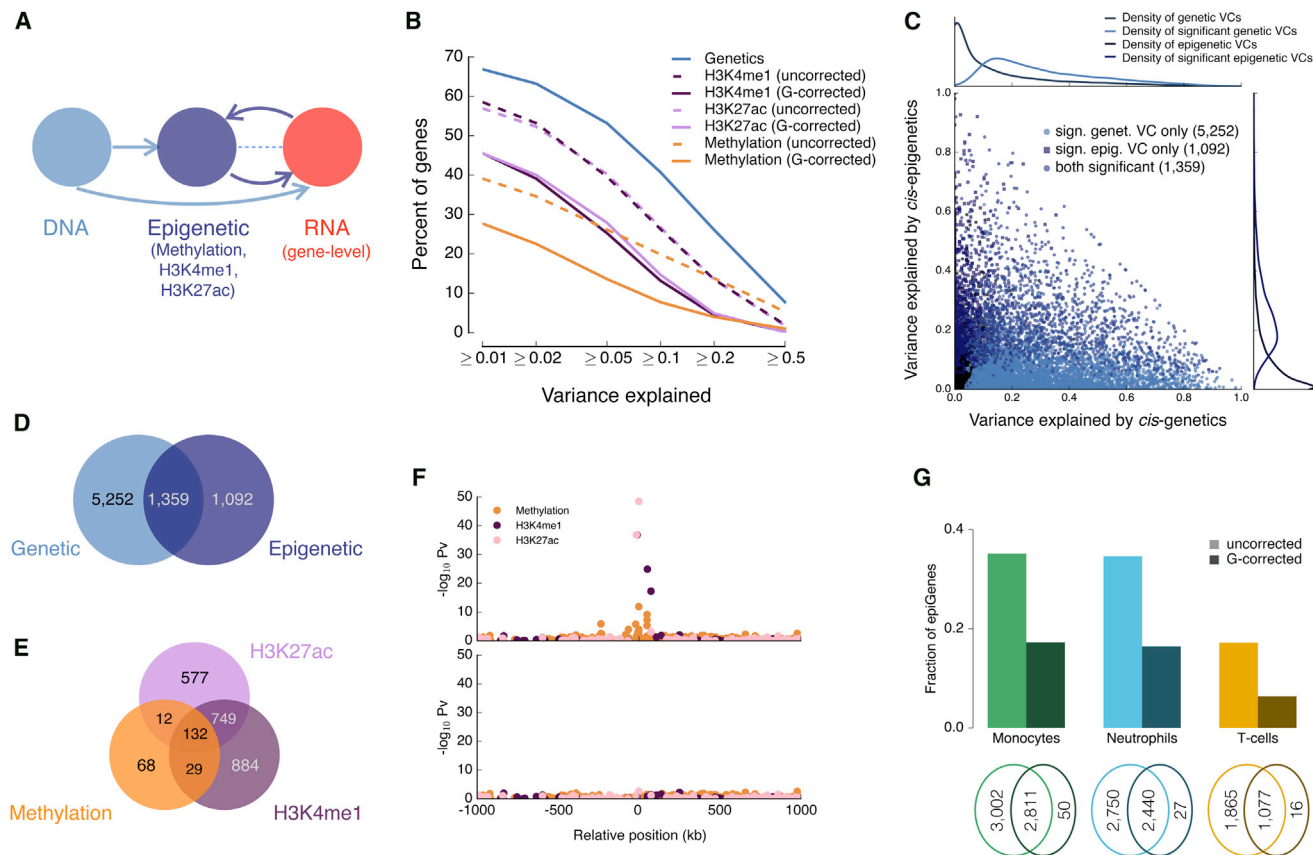 A
DNA
Epigenetic
(Methylation,
H3K4me1,
H3K27ac)
RNA
(gene-level)
B
Percent of genes
70
60
50
40
30
20
10
0
≥0.01
≥0.02
≥0.05
≥0.1
≥0.2
≥0.5
Variance explained
Genetics
H3K4me1 (uncorrected)
H3K4me1 (G-corrected)
H3K27ac (uncorrected)
H3K27ac (G-corrected)
Methylation (uncorrected)
Methylation (G-corrected)
C
Density of genetic VCs
Density of significant genetic VCs
Density of epigenetic VCs
Density of significant epigenetic VCs
sign. genet. VC only (5,252)
sign. epig. VC only (1,092)
both significant (1,359)
Variance explained by cis-epigenetics
1.0
0.8
0.6
0.4
0.2
0.0
0.0 0.2 0.4 0.6 0.8 1.0
Variance explained by cis-genetics
D
5,252
1,359
1,092
Genetic
Epigenetic
E
H3K27ac
577
12
749
132
68
29
884
Methylation
H3K4me1
F
Methylation
H3K4me1
H3K27ac
-log10 Pv
50
40
30
20
10
0
-log10 Pv
50
40
30
20
10
0
-1000 -500 0 500 1000
Relative position (kb)
G
uncorrected
G-corrected
Fraction of epiGenes
0.4
0.2
0.0
Monocytes
Neutrophils
T-cells
3,002
2,811
50
2,750
2,440
27
1,865
1,077
16